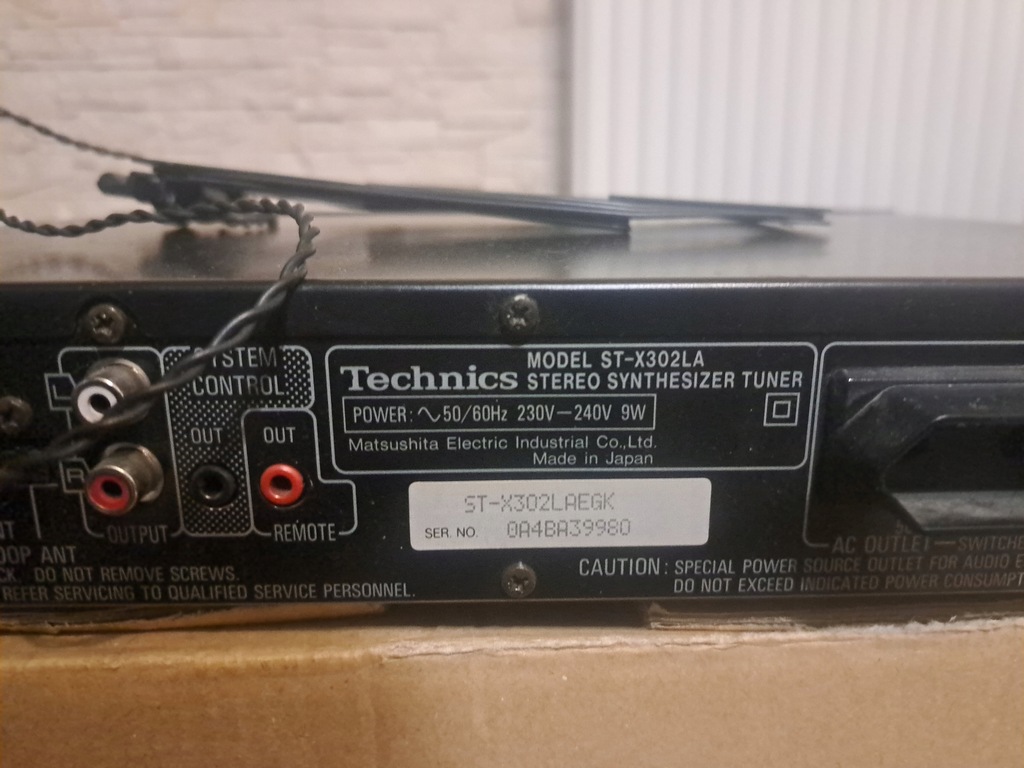 L
SYSTEM
CONTROL
OUT
OUT
R
OUTPUT
REMOTE
MODEL ST-X302LA
Technics STEREO SYNTHESIZER TUNER
POWER: ∿50/60Hz 230V—240V 9W
Matsushita Electric Industrial Co.,Ltd.
Made in Japan
ST-X302LAEGK
SER. NO. 0A4BA39980
AC OUTLET—SWITCHE
CAUTION: SPECIAL POWER SOURCE OUTLET FOR AUDIO E
DO NOT EXCEED INDICATED POWER CONSUMPT
OOP ANT
CK. DO NOT REMOVE SCREWS.
REFER SERVICING TO QUALIFIED SERVICE PERSONNEL.